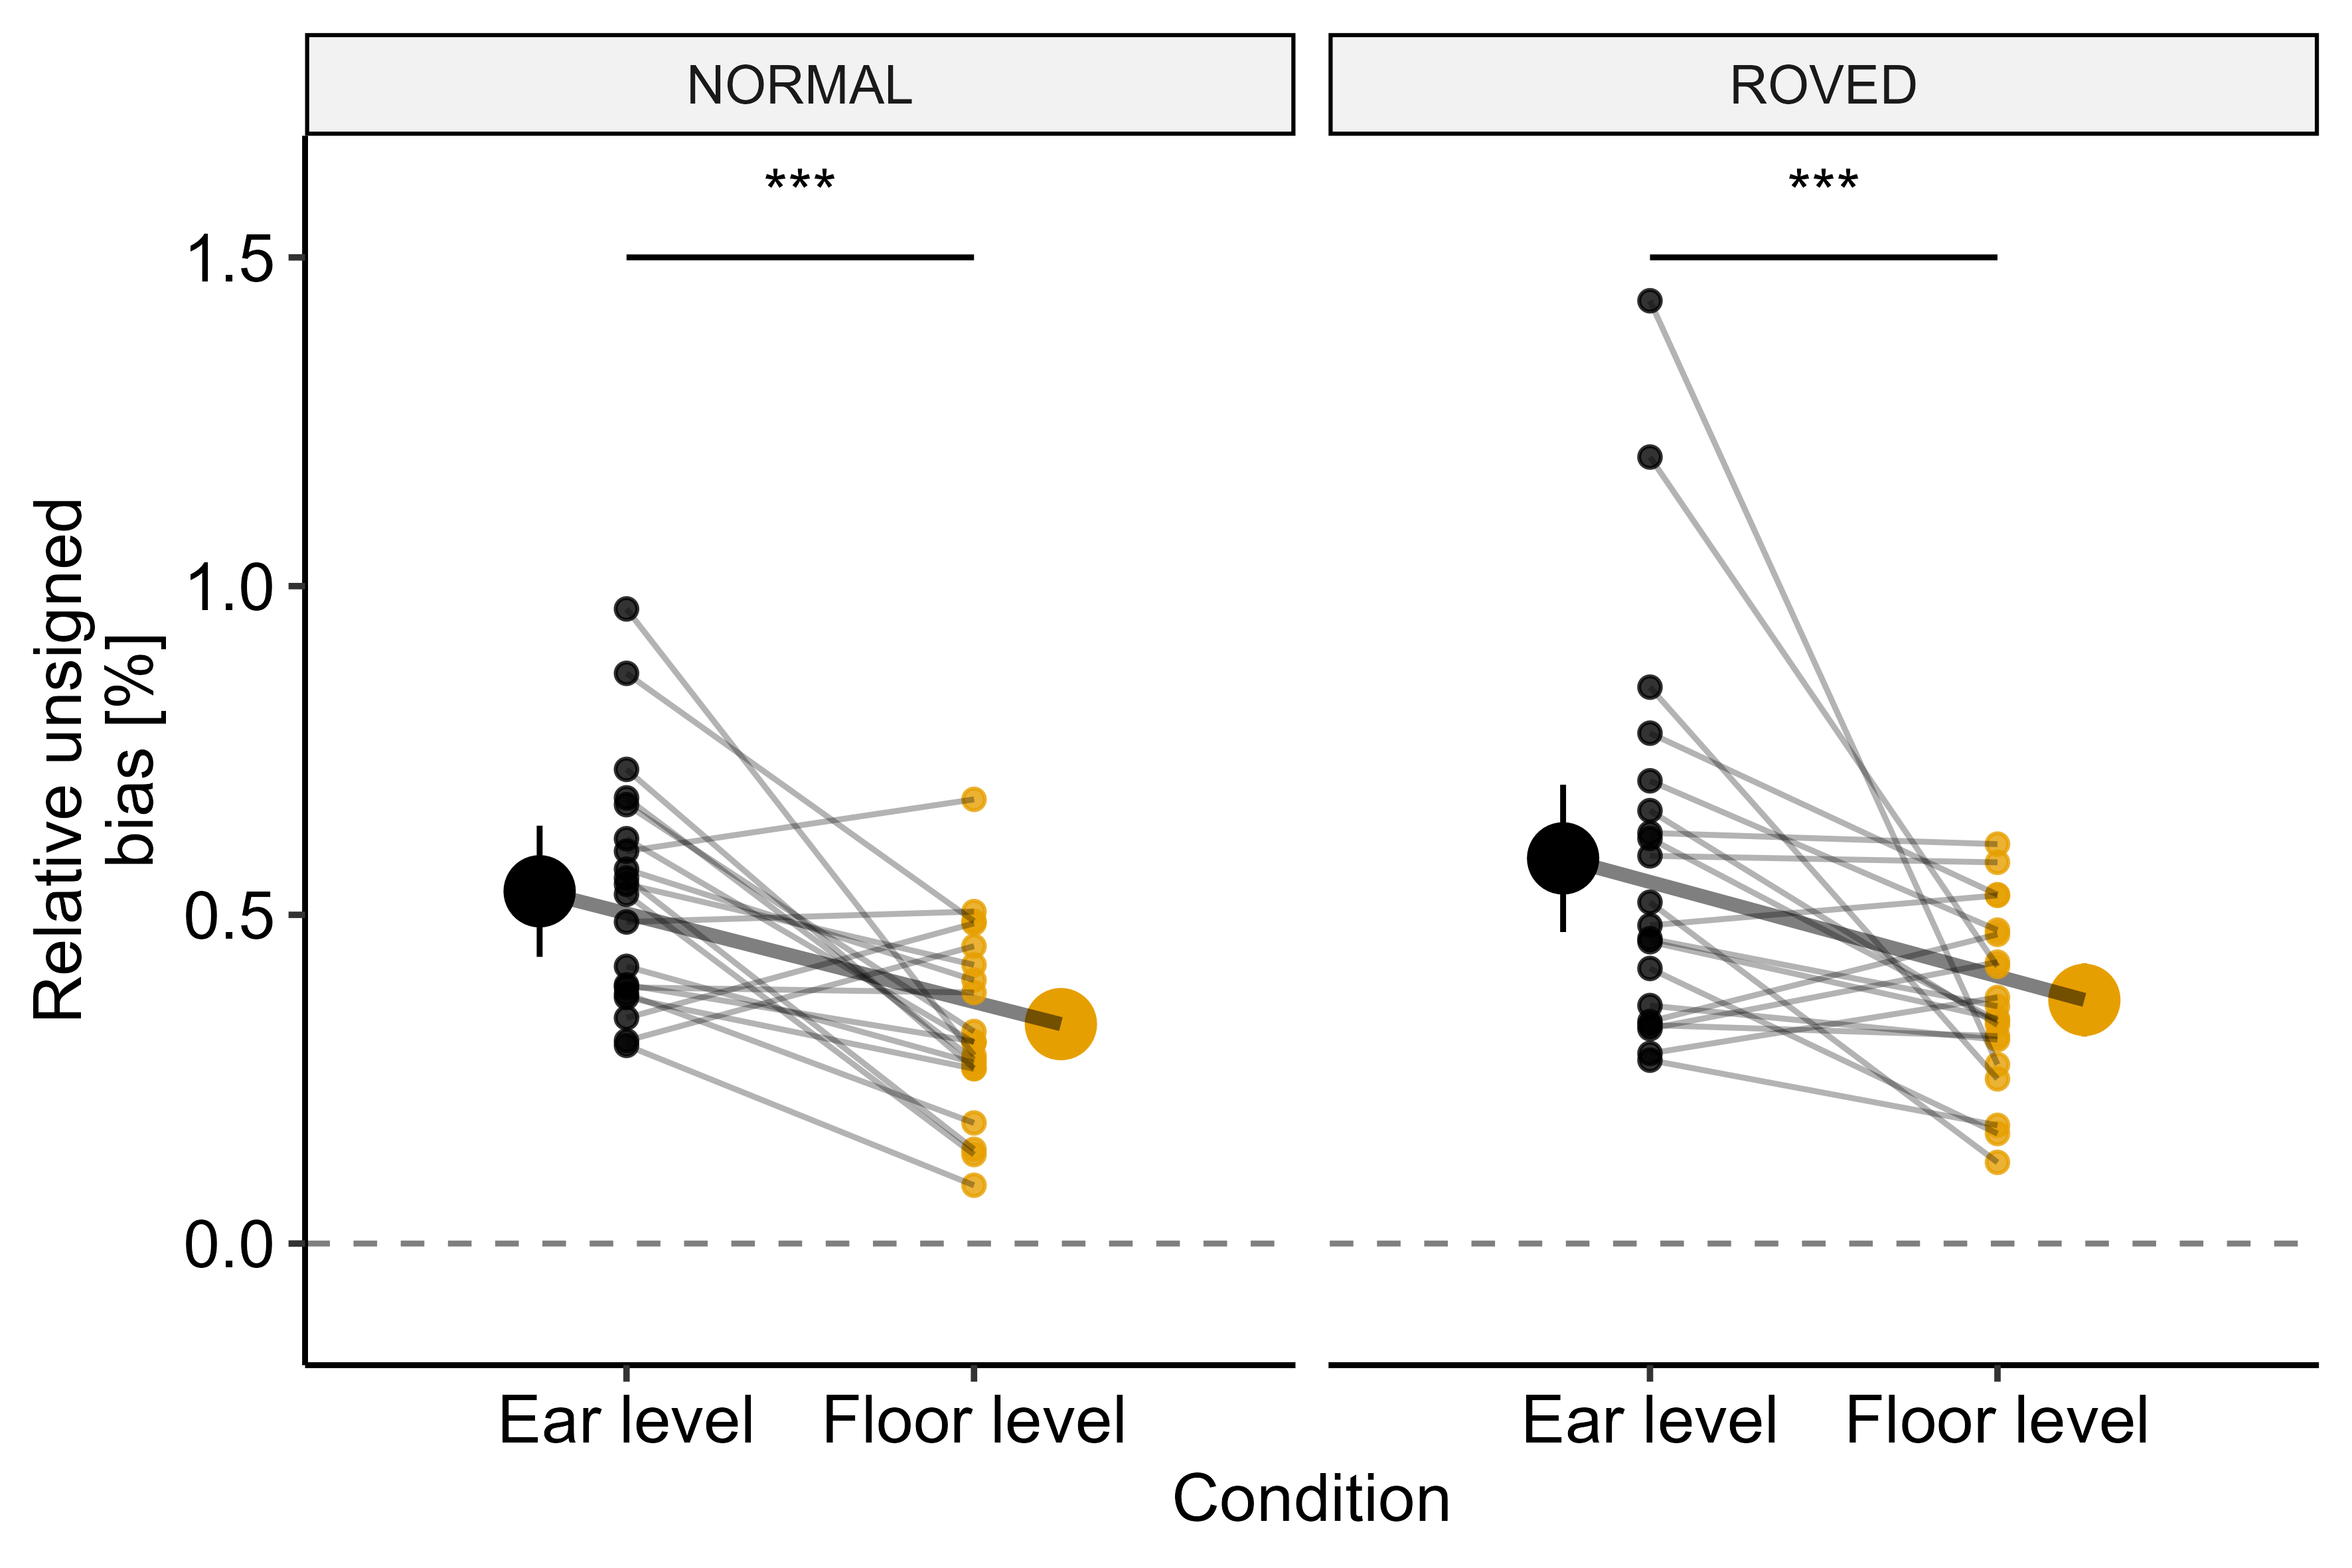 NORMAL
ROVED
***
***
1.5
1.0
0.5
0.0
Relative unsigned
bias [%]
Ear level
Floor level
Ear level
Floor level
Condition